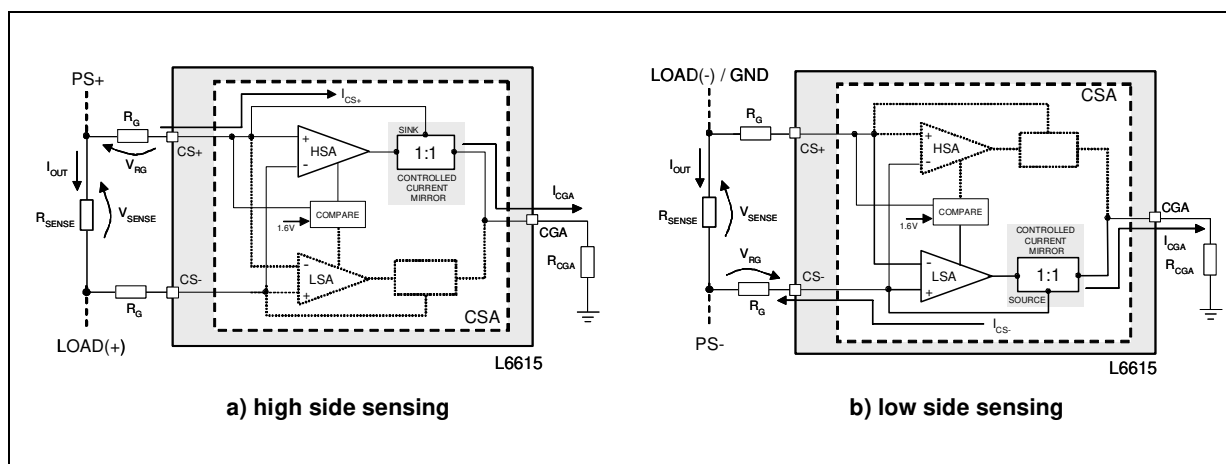 PS+
R_G
I_CS+
CS+
V_RG
I_OUT
R_SENSE
V_SENSE
+
-
HSA
SINK
1:1
CONTROLLED
CURRENT
MIRROR
COMPARE
1.6V
I_CGA
CGA
R_CGA
-
+
LSA
CS-
R_G
CSA
LOAD(+)
L6615
a) high side sensing
LOAD(-) / GND
CSA
R_G
CS+
+
-
HSA
I_OUT
R_SENSE
V_SENSE
COMPARE
1.6V
CGA
I_CGA
R_CGA
CONTROLLED
CURRENT
MIRROR
V_RG
CS-
-
+
LSA
1:1
SOURCE
R_G
I_CS-
PS-
L6615
b) low side sensing